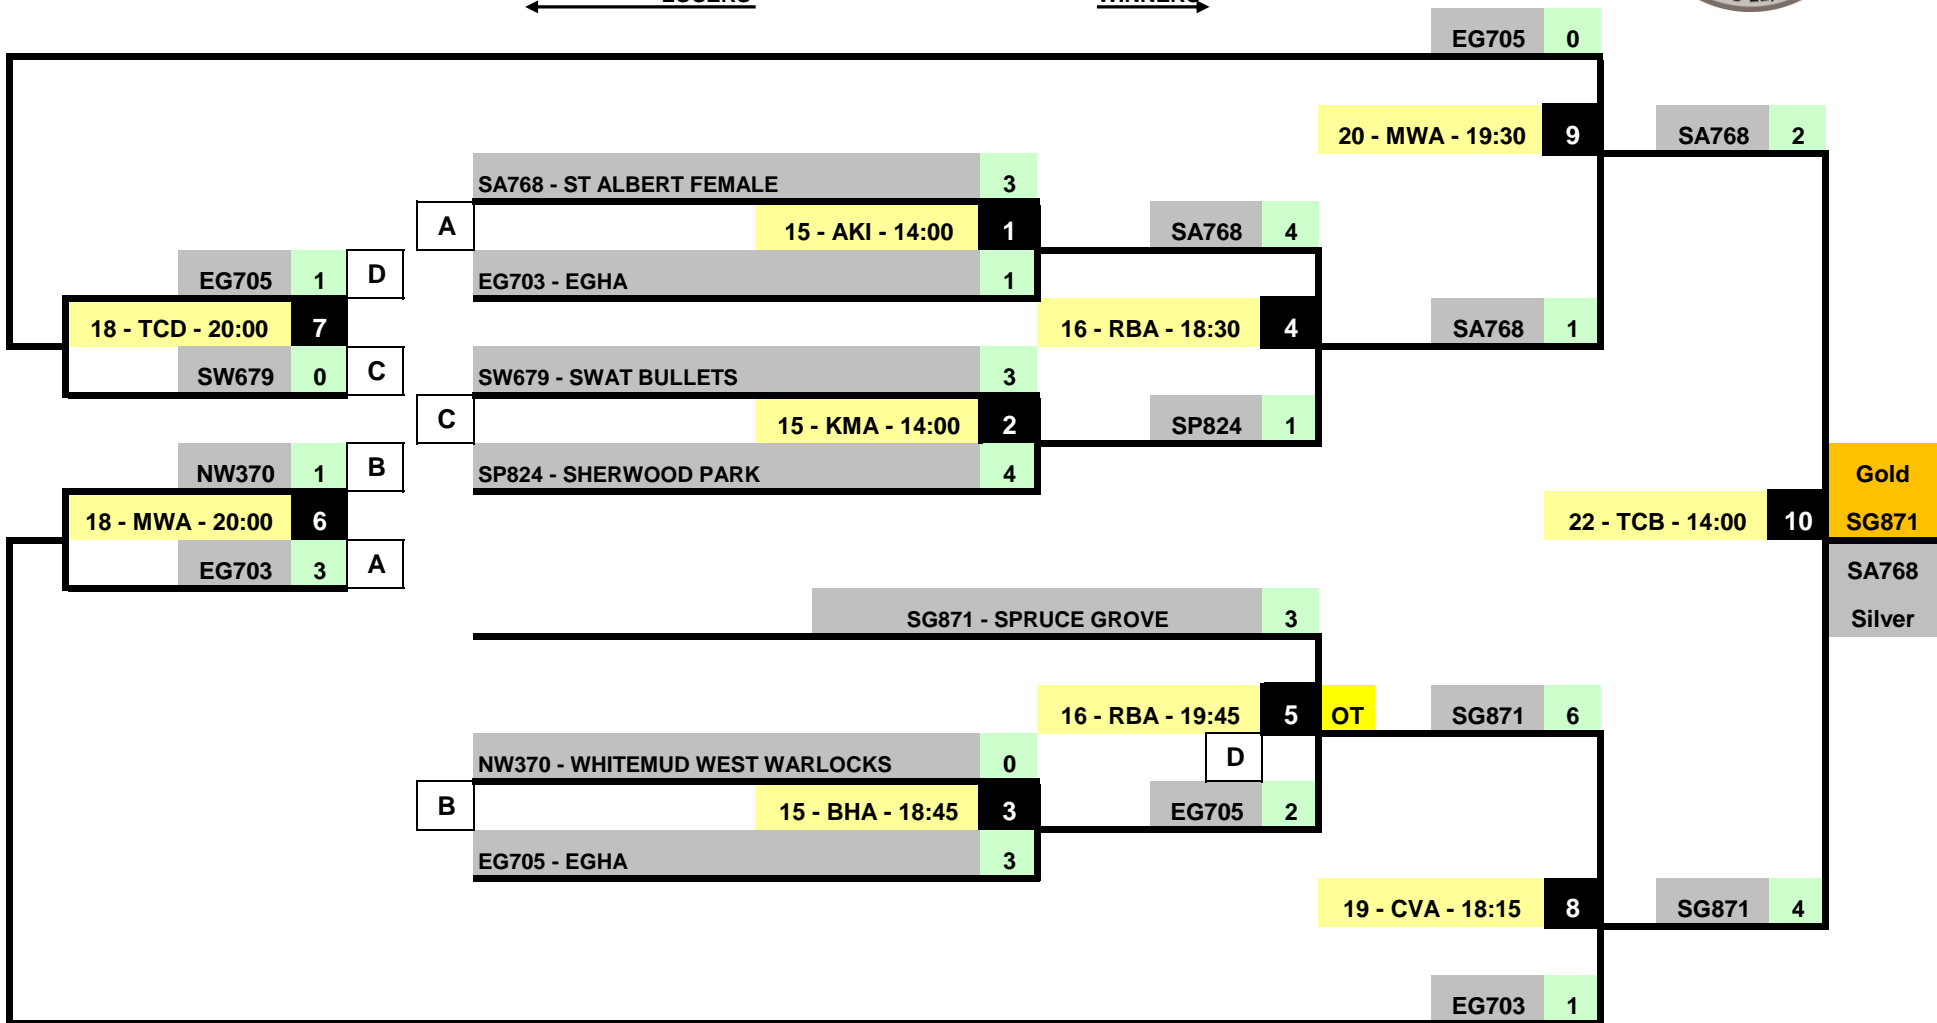 LOSERS
WINNERS
EG705 0
20 - MWA - 19:30 9
SA768 2
SA768 - ST ALBERT FEMALE 3
A
15 - AKI - 14:00 1
SA768 4
EG705 1 D
EG703 - EGHA 1
18 - TCD - 20:00 7
16 - RBA - 18:30 4
SA768 1
SW679 0 C
SW679 - SWAT BULLETS 3
C
15 - KMA - 14:00 2
SP824 1
NW370 1 B
SP824 - SHERWOOD PARK 4
Gold
18 - MWA - 20:00 6
22 - TCB - 14:00 10
SG871
EG703 3 A
SA768
SG871 - SPRUCE GROVE 3
Silver
16 - RBA - 19:45 5 OT
SG871 6
NW370 - WHITEMUD WEST WARLOCKS 0
D
B
15 - BHA - 18:45 3
EG705 2
EG705 - EGHA 3
19 - CVA - 18:15 8
SG871 4
EG703 1